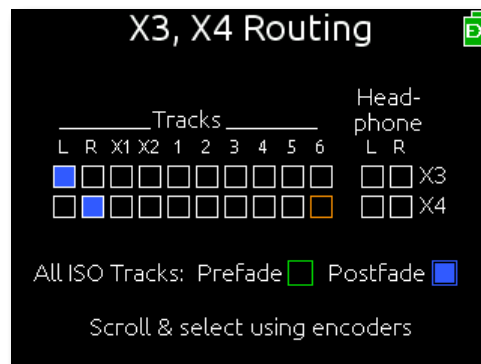 X3, X4 Routing
EX
Head-
Tracks phone
L R X1 X2 1 2 3 4 5 6 L R
X3
X4
All ISO Tracks: Prefade Postfade
Scroll & select using encoders